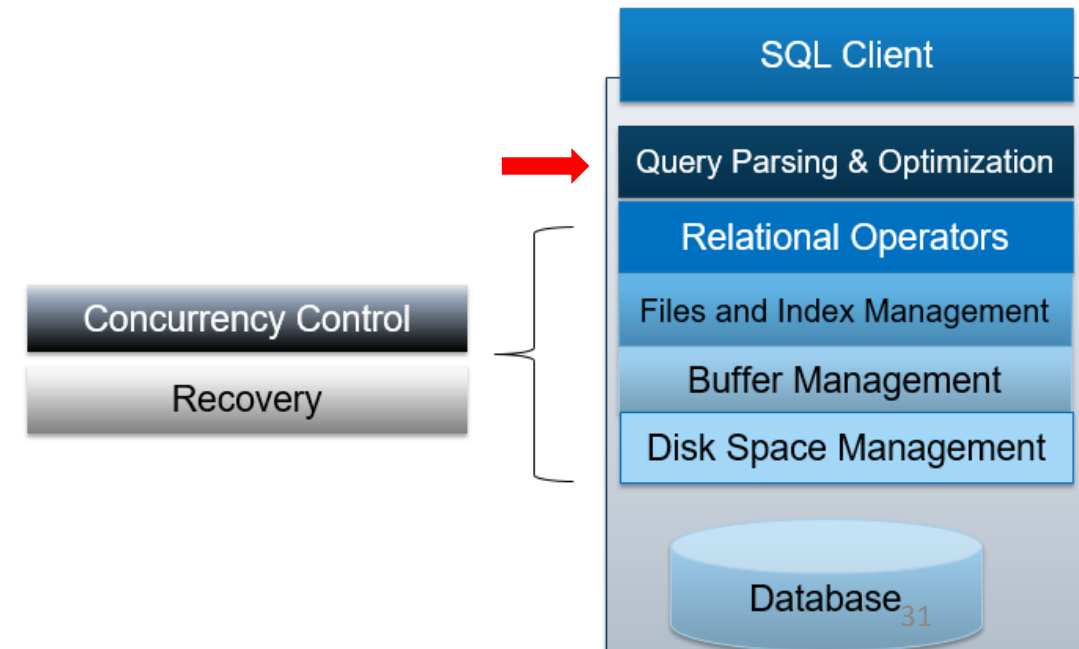 SQL Client
Query Parsing & Optimization
Relational Operators
Files and Index Management
Buffer Management
Disk Space Management
Concurrency Control
Recovery
Database
31